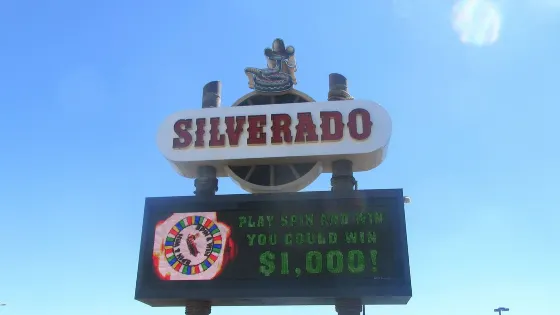 SILVERADO
PLAY SPIN AND WIN
YOU COULD WIN
$1,000!